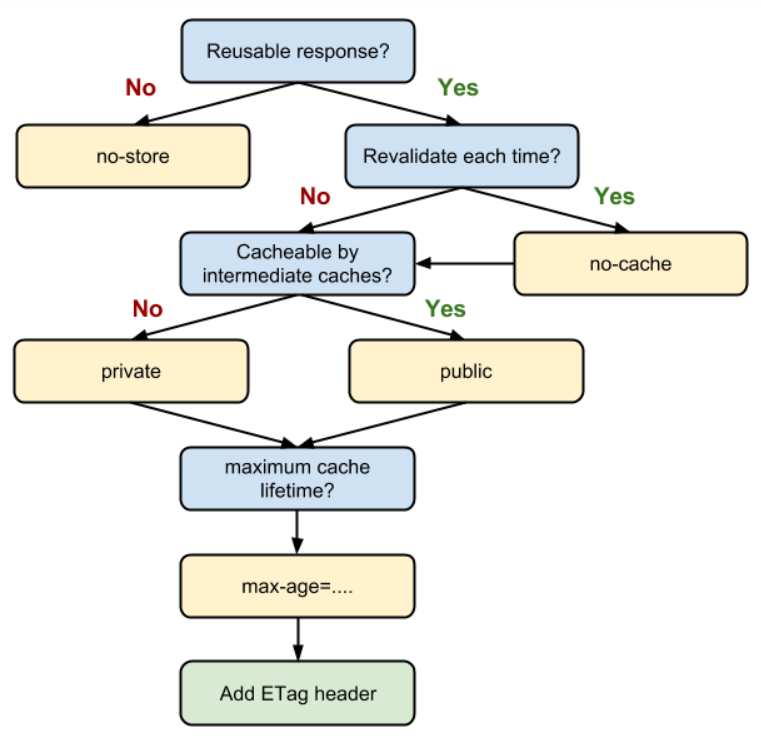 Reusable response?
No
Yes
no-store
Revalidate each time?
No
Yes
Cacheable by
intermediate caches?
no-cache
No
Yes
private
public
maximum cache
lifetime?
max-age=....
Add ETag header